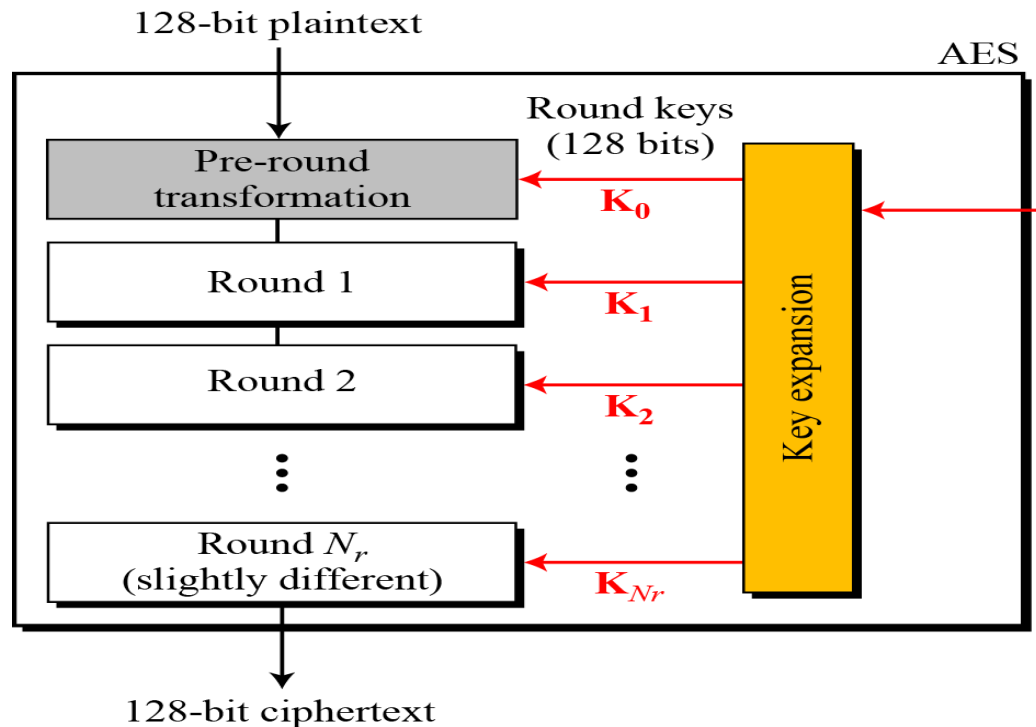 128-bit plaintext
AES
Round keys
(128 bits)
Pre-round
transformation
K₀
Round 1
K₁
Round 2
K₂
Key expansion
Round Nᵣ
(slightly different)
K_Nr
128-bit ciphertext